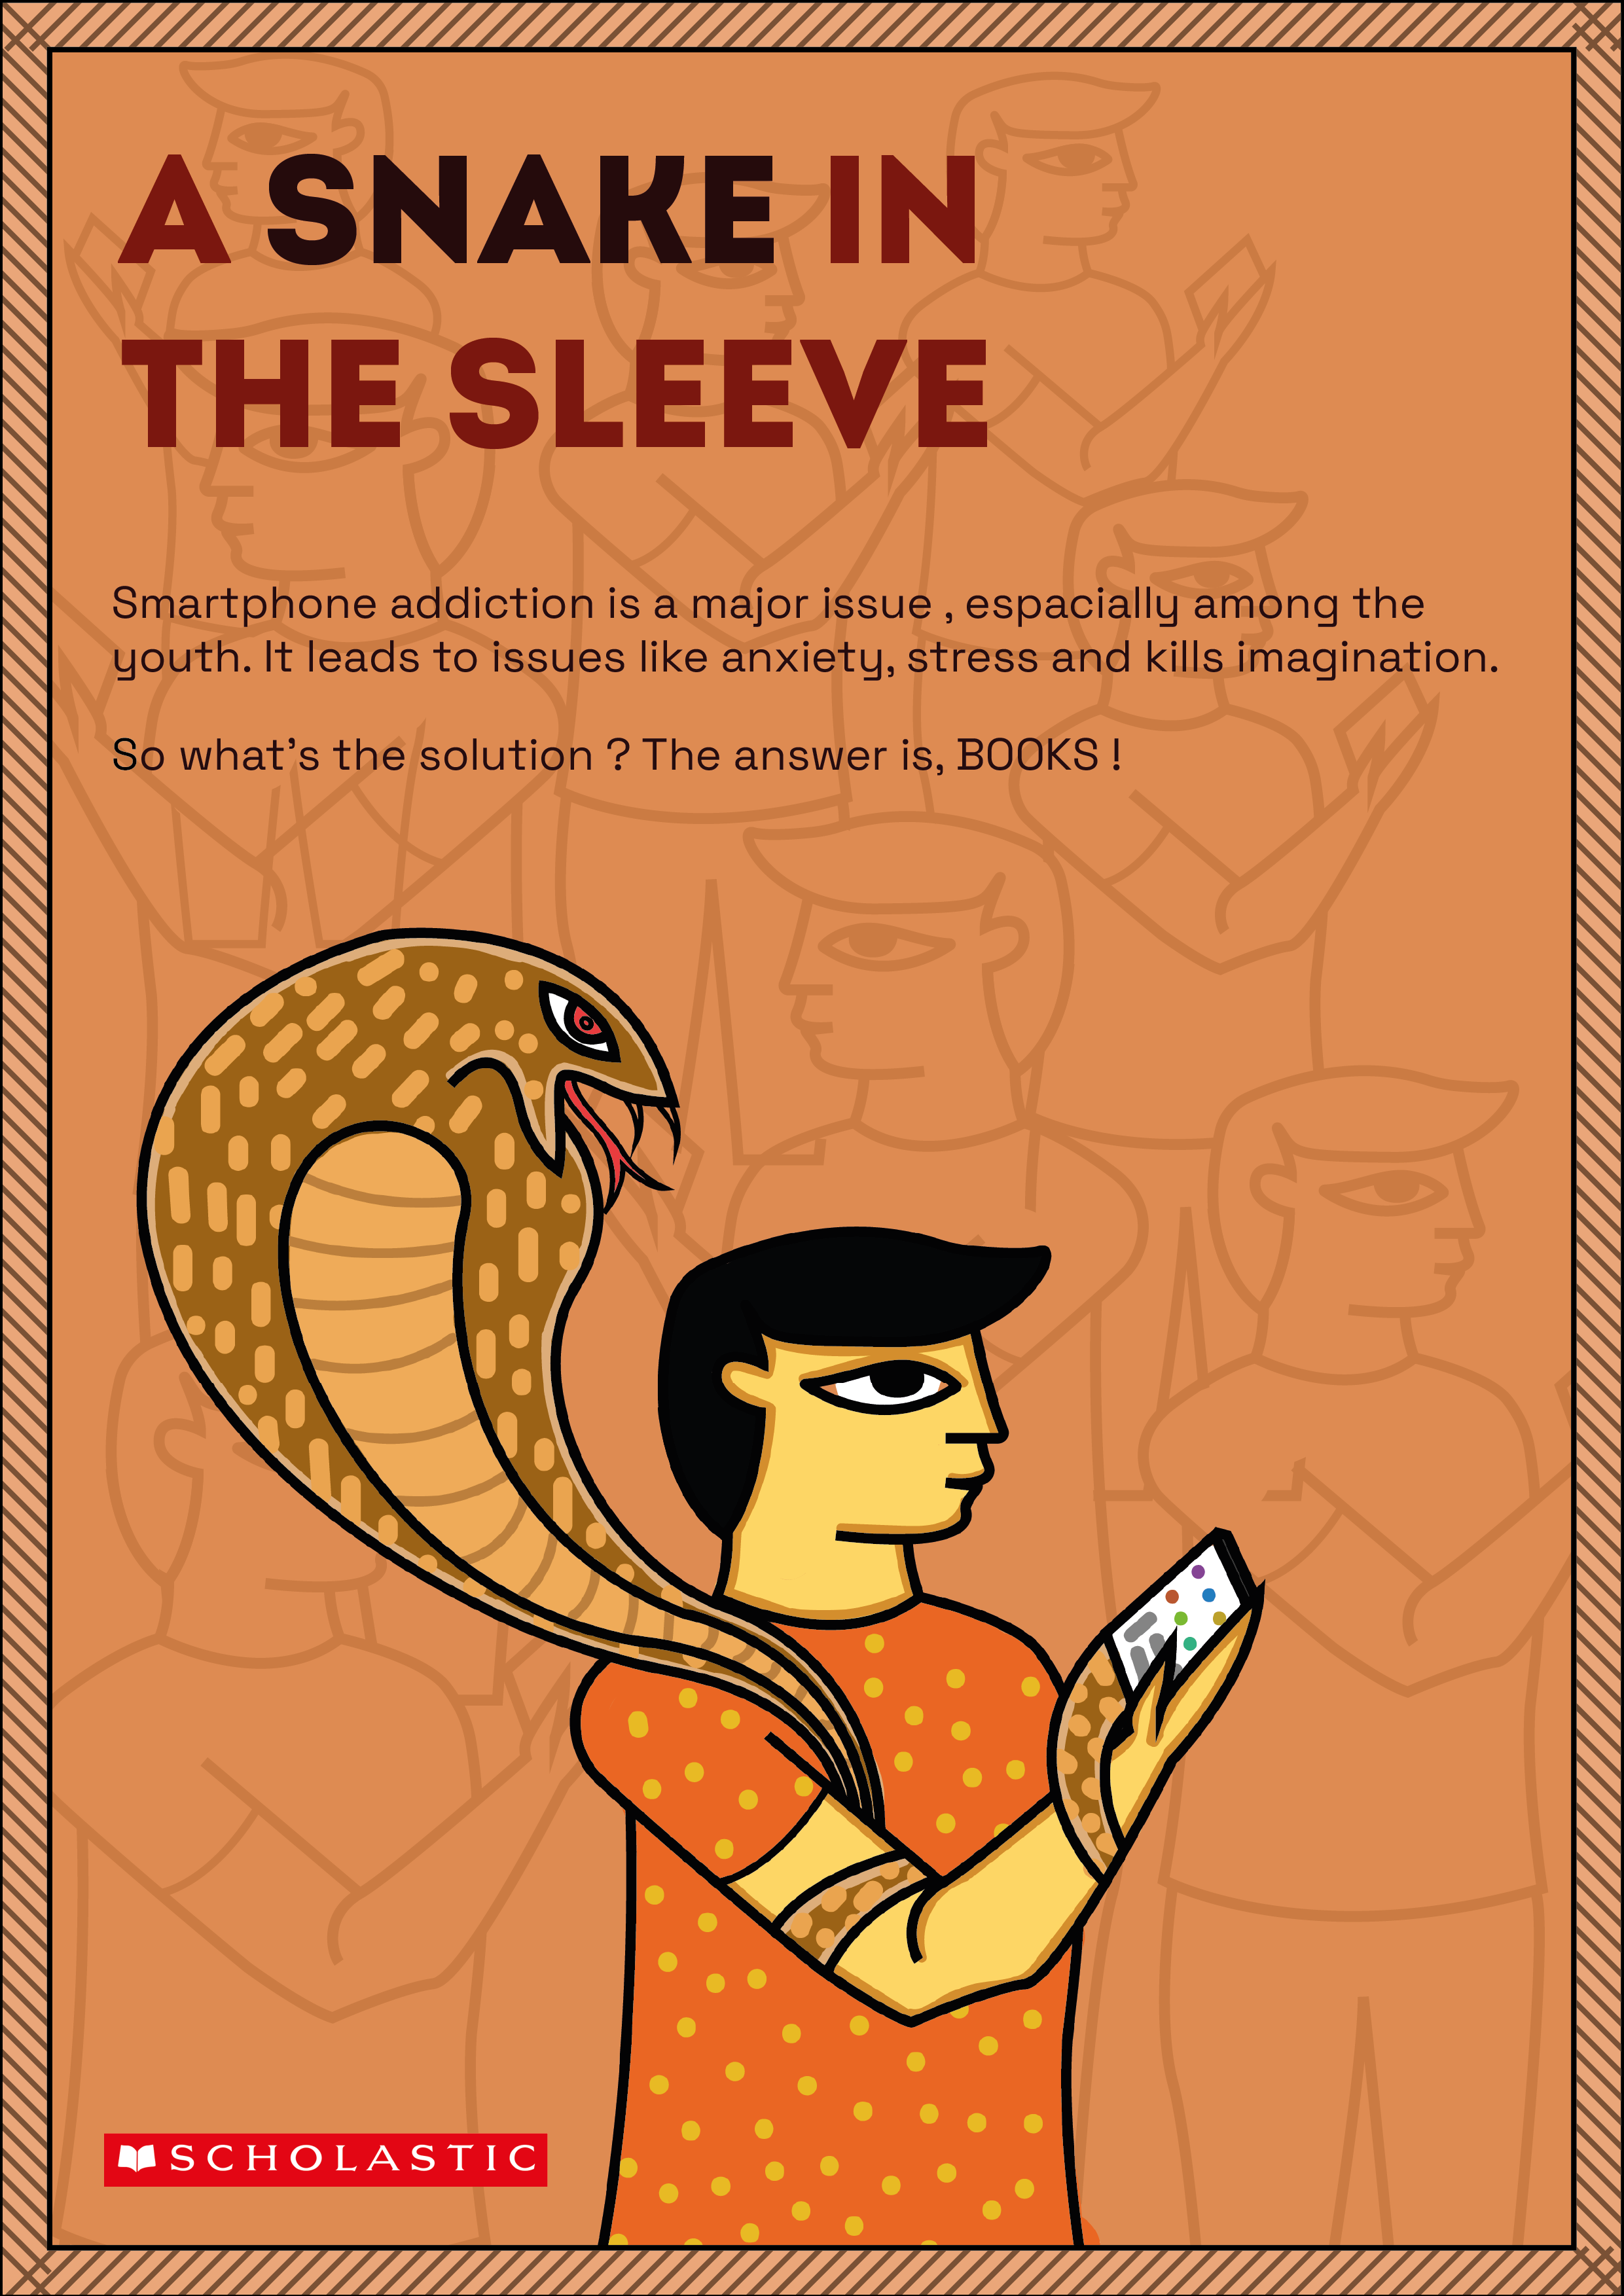 A SNAKE IN
THE SLEEVE
Smartphone addiction is a major issue , espacially among the
youth. It leads to issues like anxiety, stress and kills imagination.
So what's the solution ? The answer is, BOOKS !
SCHOLASTIC